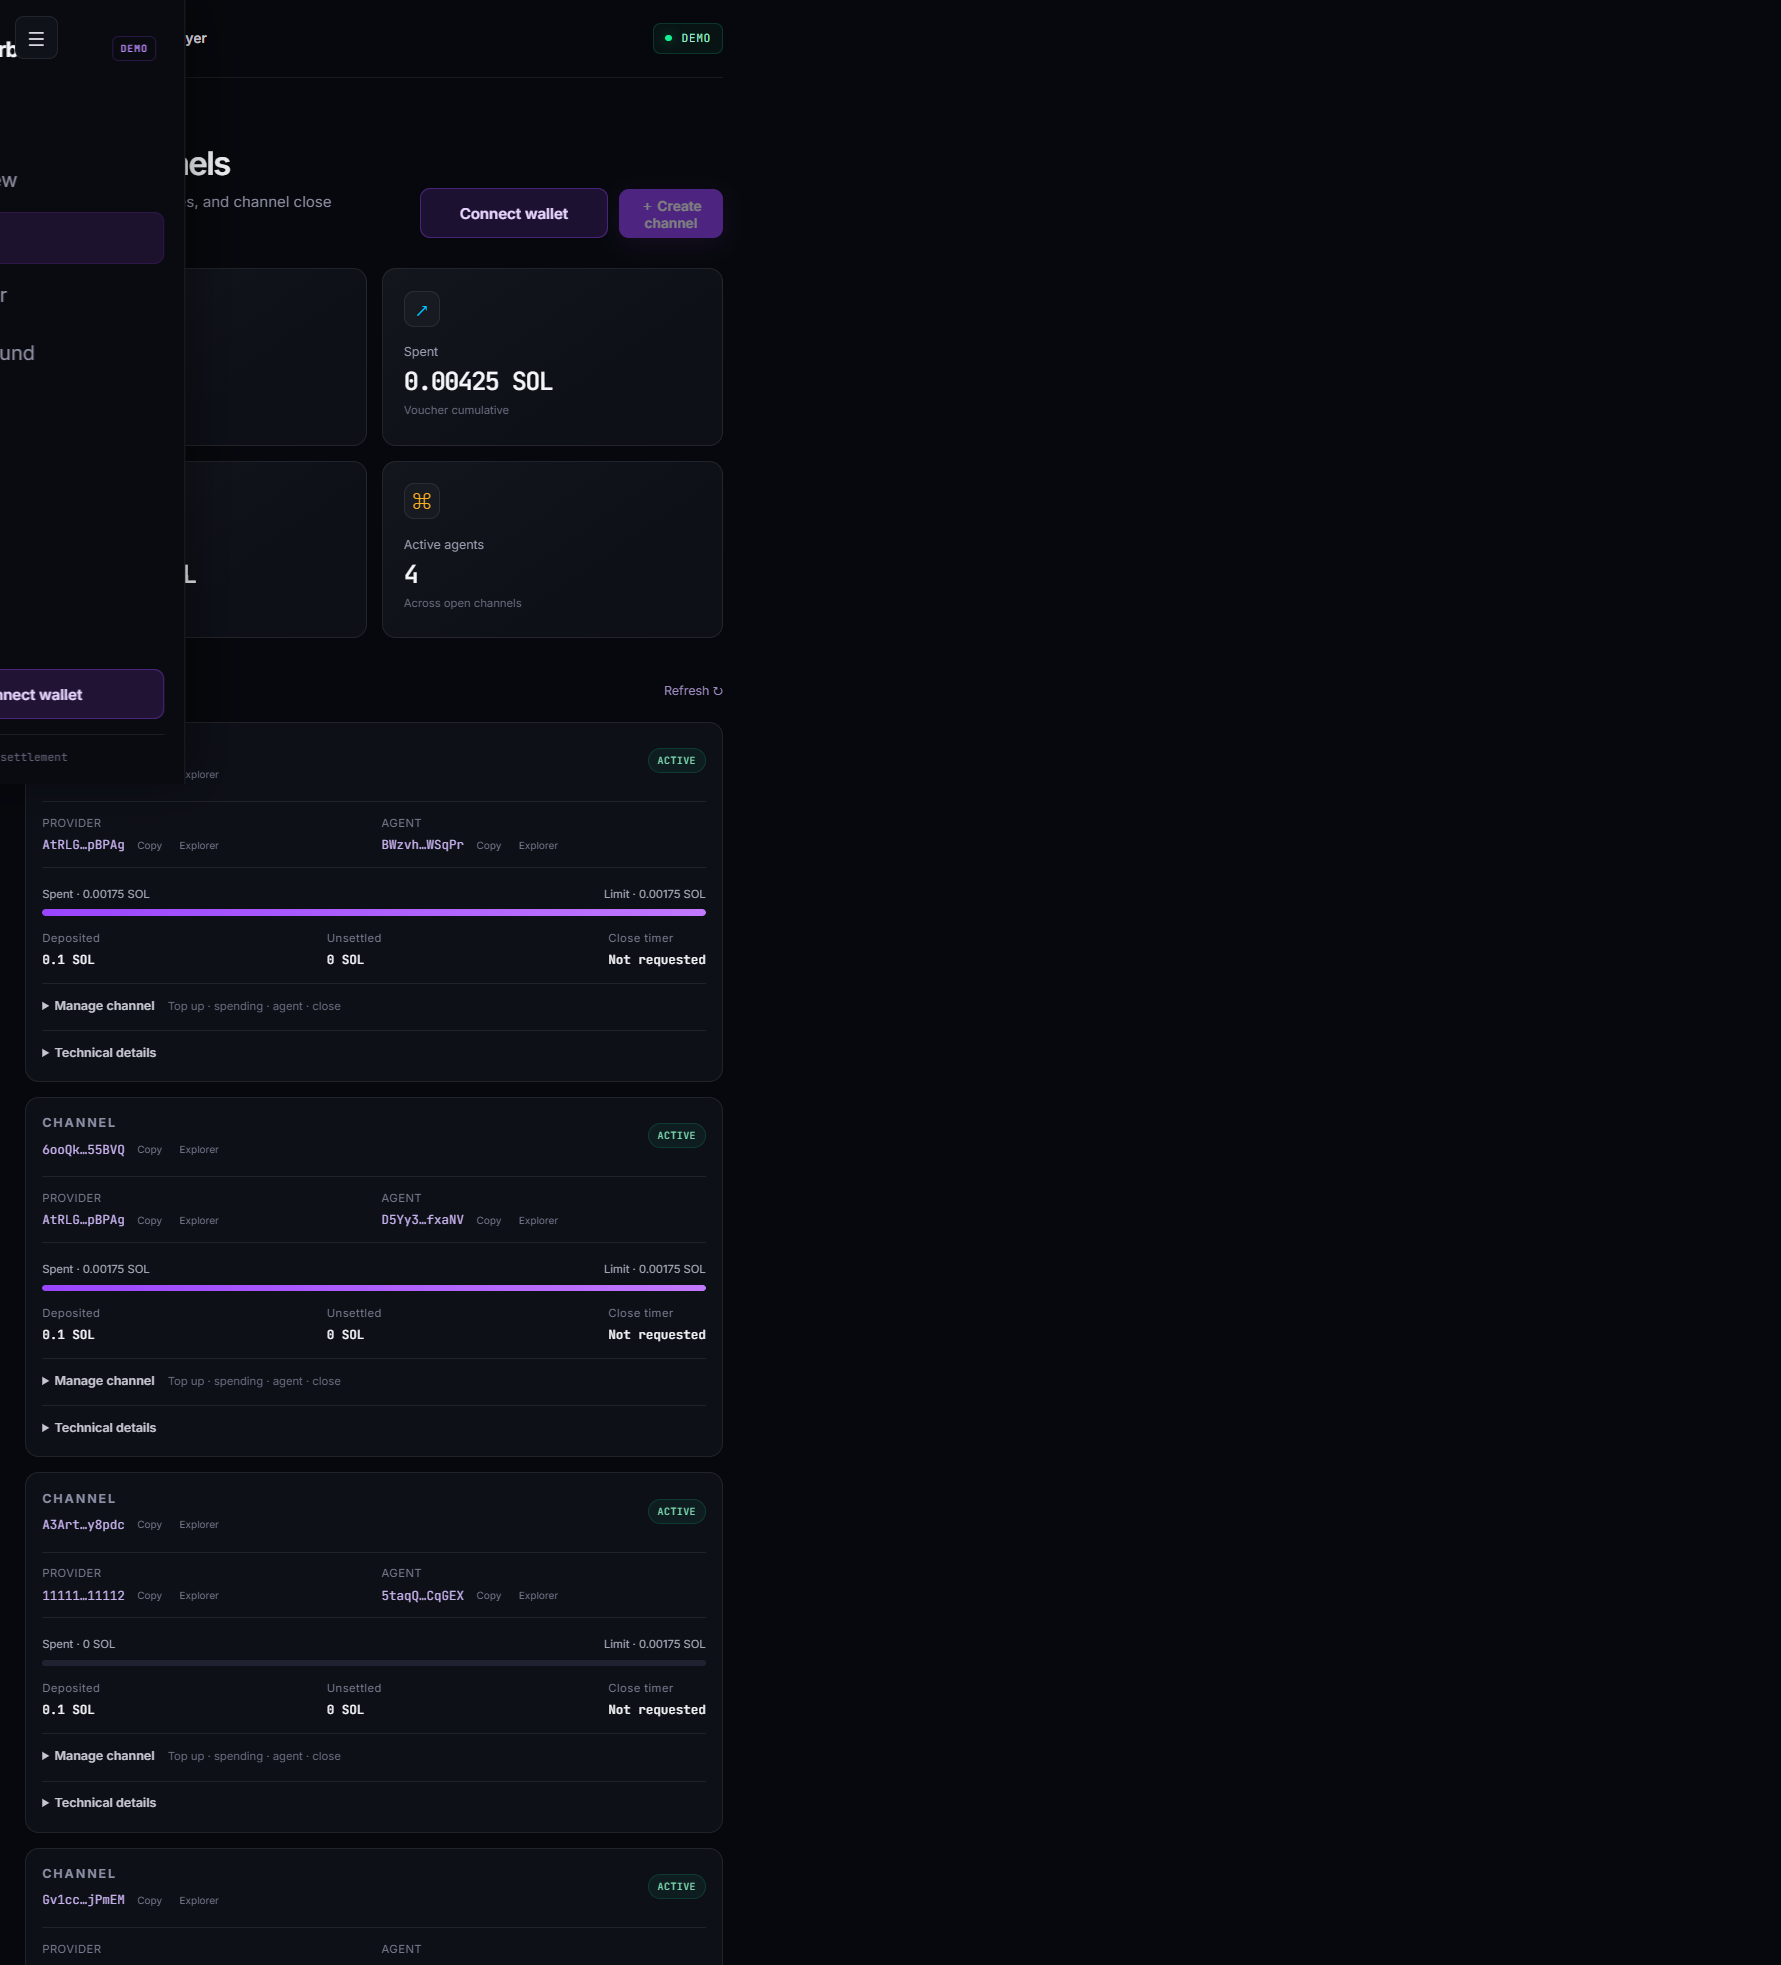 rb
☰
DEMO
yer
DEMO
ew
r
und
nnect wallet
settlement
nels
s, and channel close
Connect wallet
+ Create
channel
↗
Spent
0.00425 SOL
Voucher cumulative
L
⌘
Active agents
4
Across open channels
Refresh ↻
ACTIVE
xplorer
PROVIDER
AGENT
AtRLG…pBPAg Copy Explorer
BWzvh…WSqPr Copy Explorer
Spent · 0.00175 SOL
Limit · 0.00175 SOL
Deposited
Unsettled
Close timer
0.1 SOL
0 SOL
Not requested
▶ Manage channel Top up · spending · agent · close
▶ Technical details
CHANNEL
ACTIVE
6ooQk…55BVQ Copy Explorer
PROVIDER
AGENT
AtRLG…pBPAg Copy Explorer
D5Yy3…fxaNV Copy Explorer
Spent · 0.00175 SOL
Limit · 0.00175 SOL
Deposited
Unsettled
Close timer
0.1 SOL
0 SOL
Not requested
▶ Manage channel Top up · spending · agent · close
▶ Technical details
CHANNEL
ACTIVE
A3Art…y8pdc Copy Explorer
PROVIDER
AGENT
11111…11112 Copy Explorer
5taqQ…CqGEX Copy Explorer
Spent · 0 SOL
Limit · 0.00175 SOL
Deposited
Unsettled
Close timer
0.1 SOL
0 SOL
Not requested
▶ Manage channel Top up · spending · agent · close
▶ Technical details
CHANNEL
ACTIVE
Gv1cc…jPmEM Copy Explorer
PROVIDER
AGENT